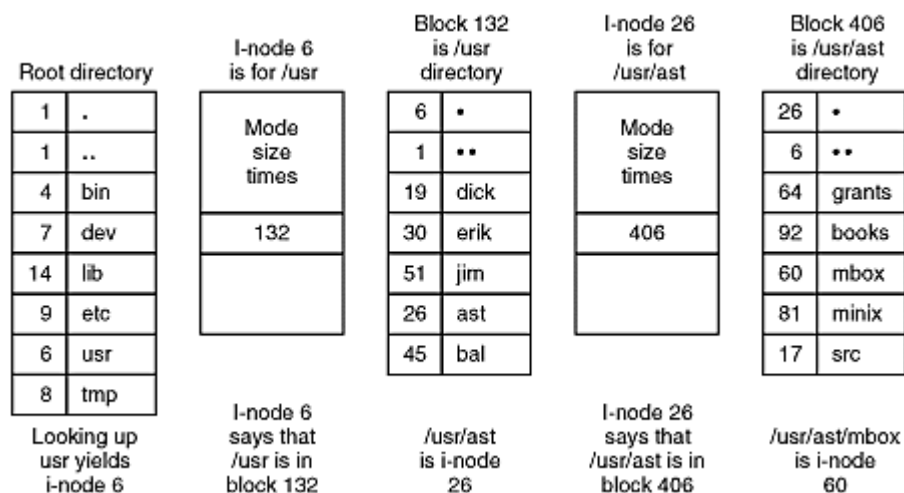 Root directory
1 .
1 ..
4 bin
7 dev
14 lib
9 etc
6 usr
8 tmp
Looking up
usr yields
i-node 6
I-node 6
is for /usr
Mode
size
times
132
I-node 6
says that
/usr is in
block 132
Block 132
is /usr
directory
6 •
1 ••
19 dick
30 erik
51 jim
26 ast
45 bal
/usr/ast
is i-node
26
I-node 26
is for
/usr/ast
Mode
size
times
406
I-node 26
says that
/usr/ast is in
block 406
Block 406
is /usr/ast
directory
26 •
6 ••
64 grants
92 books
60 mbox
81 minix
17 src
/usr/ast/mbox
is i-node
60